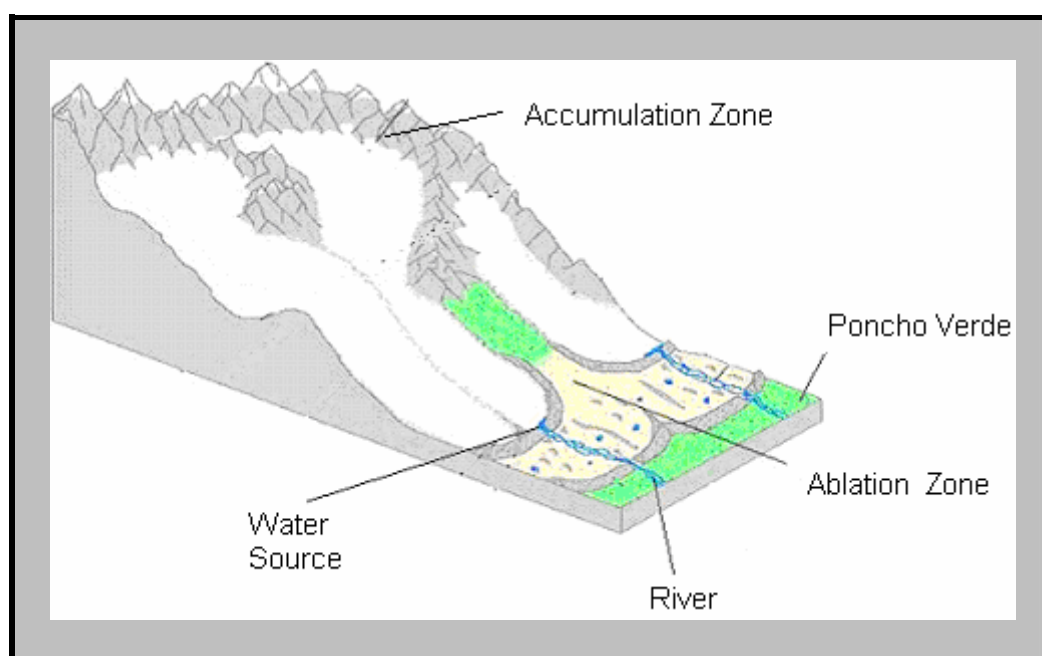 Accumulation Zone
Poncho Verde
Ablation Zone
Water
Source
River